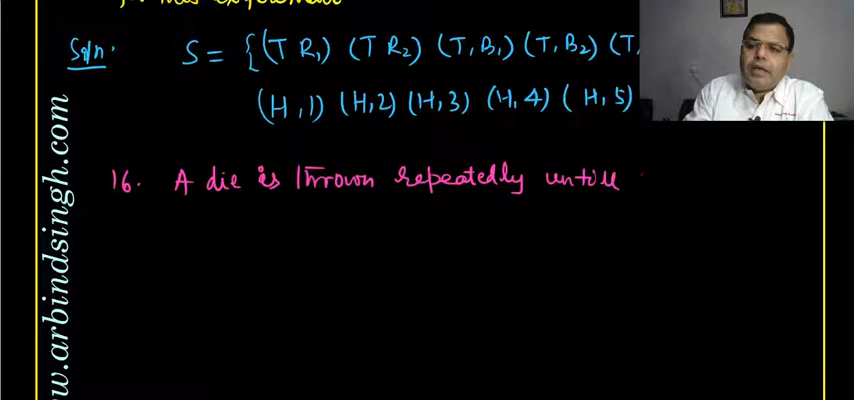 Soln.
S = {(T R₁) (T R₂) (T, B₁) (T, B₂) (T,
(H, 1) (H, 2) (H, 3) (H, 4) (H, 5)
16. A die is thrown repeatedly untill
www.arbindsingh.com